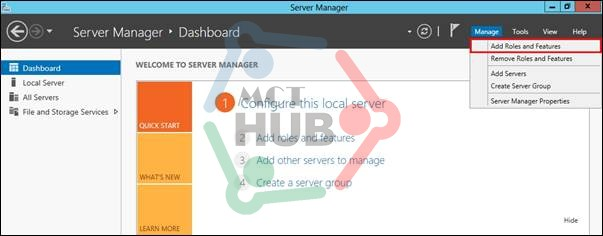 Server Manager
Server Manager ▸ Dashboard
Manage Tools View Help
Add Roles and Features
Remove Roles and Features
Add Servers
Create Server Group
Server Manager Properties
Dashboard
Local Server
All Servers
File and Storage Services
WELCOME TO SERVER MANAGER
QUICK START
WHAT'S NEW
LEARN MORE
1 Configure this local server
2 Add roles and features
3 Add other servers to manage
4 Create a server group
Hide
MCT
HUB